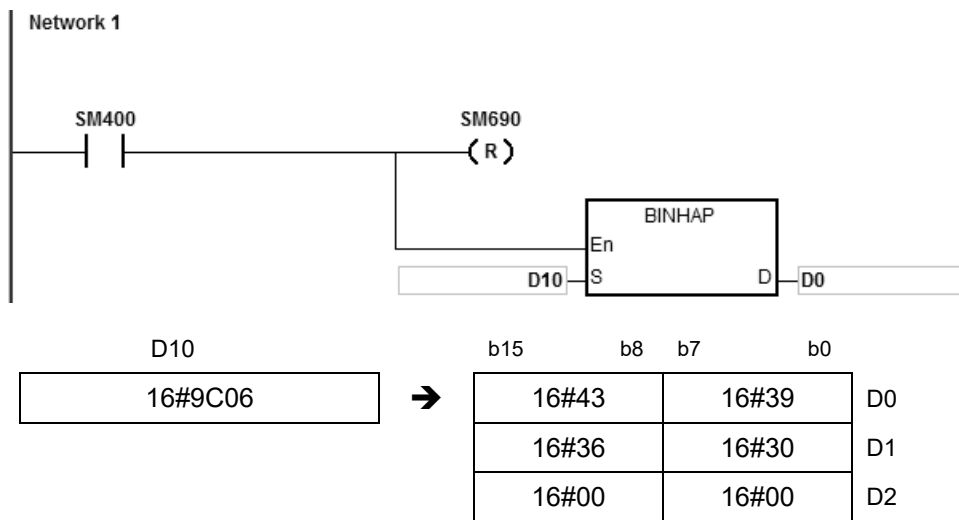 Network 1
SM400 SM690
( R )
BINHAP
En
D10 S D D0
D10 b15 b8 b7 b0
16#9C06 ➔ 16#43 16#39 D0
16#36 16#30 D1
16#00 16#00 D2